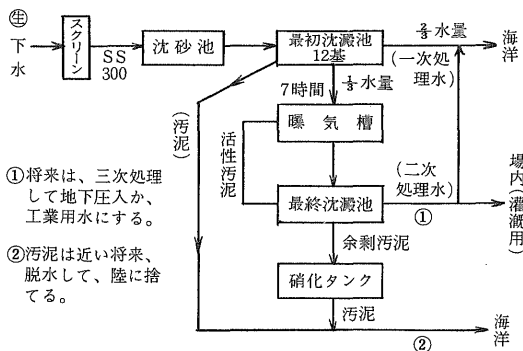 生
下水
スクリーン
SS
300
沈砂池
最初沈澱池
12基
⅔水量
(一次処理水)
海洋
7時間
⅓水量
(汚泥)
曝気槽
活性汚泥
(二次処理水)
最終沈澱池
①
場内(灌漑用)
余剰汚泥
硝化タンク
汚泥
②
海洋
①将来は、三次処理
して地下圧入か、
工業用水にする。
②汚泥は近い将来、
脱水して、陸に捨
てる。